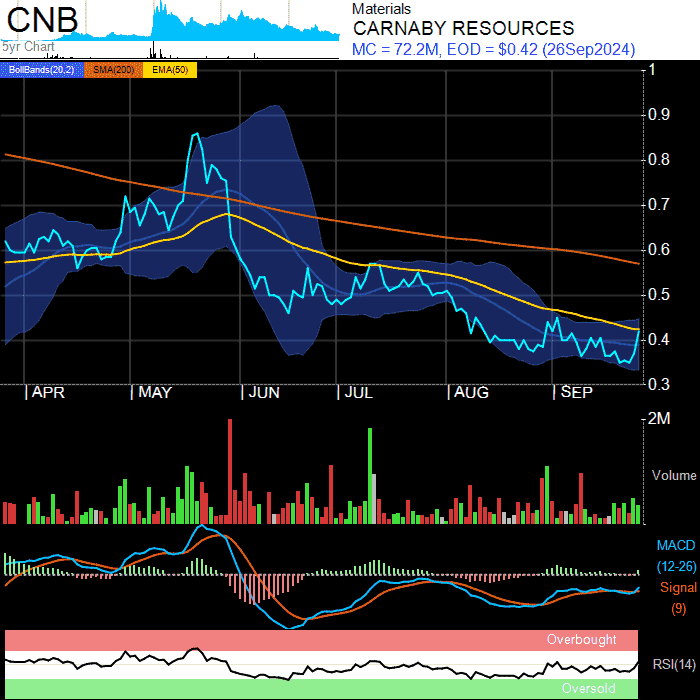 CNB
5yr Chart
Materials
CARNABY RESOURCES
MC = 72.2M, EOD = $0.42 (26Sep2024)
BollBands(20,2) SMA(200) EMA(50)
1
0.9
0.8
0.7
0.6
0.5
0.4
0.3
APR MAY JUN JUL AUG SEP
2M
Volume
MACD
(12-26)
Signal
(9)
Overbought
RSI(14)
Oversold